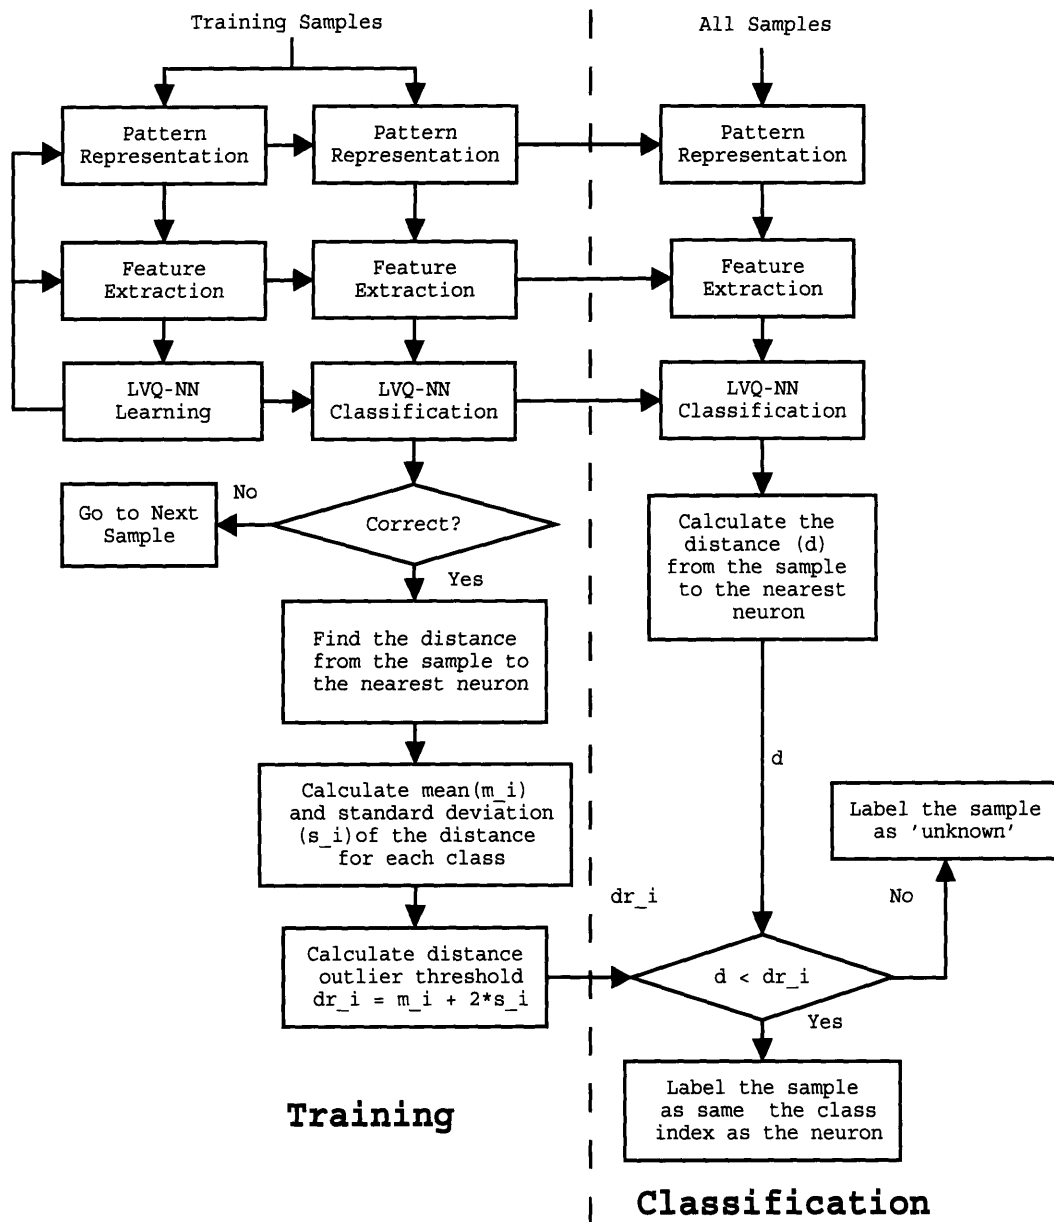 Training Samples
All Samples
Pattern
Representation
Pattern
Representation
Pattern
Representation
Feature
Extraction
Feature
Extraction
Feature
Extraction
LVQ-NN
Learning
LVQ-NN
Classification
LVQ-NN
Classification
No
Go to Next
Sample
Correct?
Yes
Calculate the
distance (d)
from the sample
to the nearest
neuron
Find the distance
from the sample to
the nearest neuron
d
Calculate mean(m_i)
and standard deviation
(s_i)of the distance
for each class
Label the sample
as 'unknown'
dr_i
No
Calculate distance
outlier threshold
dr_i = m_i + 2*s_i
d < dr_i
Yes
Label the sample
as same the class
index as the neuron
Training
Classification